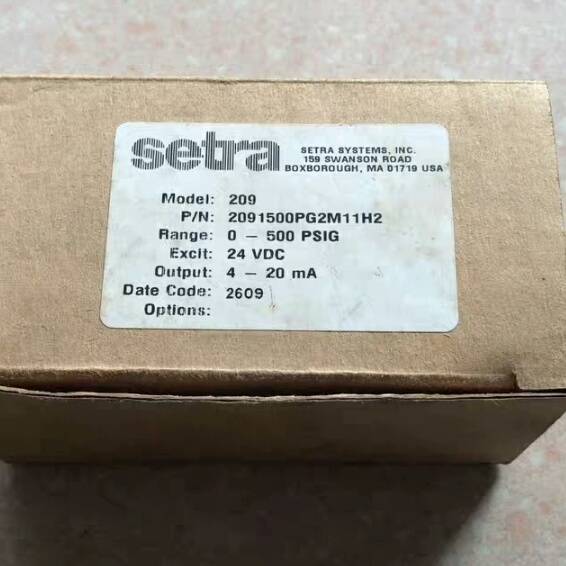 setra
SETRA SYSTEMS, INC.
159 SWANSON ROAD
BOXBOROUGH, MA 01719 USA
Model: 209
P/N: 2091500PG2M11H2
Range: 0 – 500 PSIG
Excit: 24 VDC
Output: 4 – 20 mA
Date Code: 2609
Options: